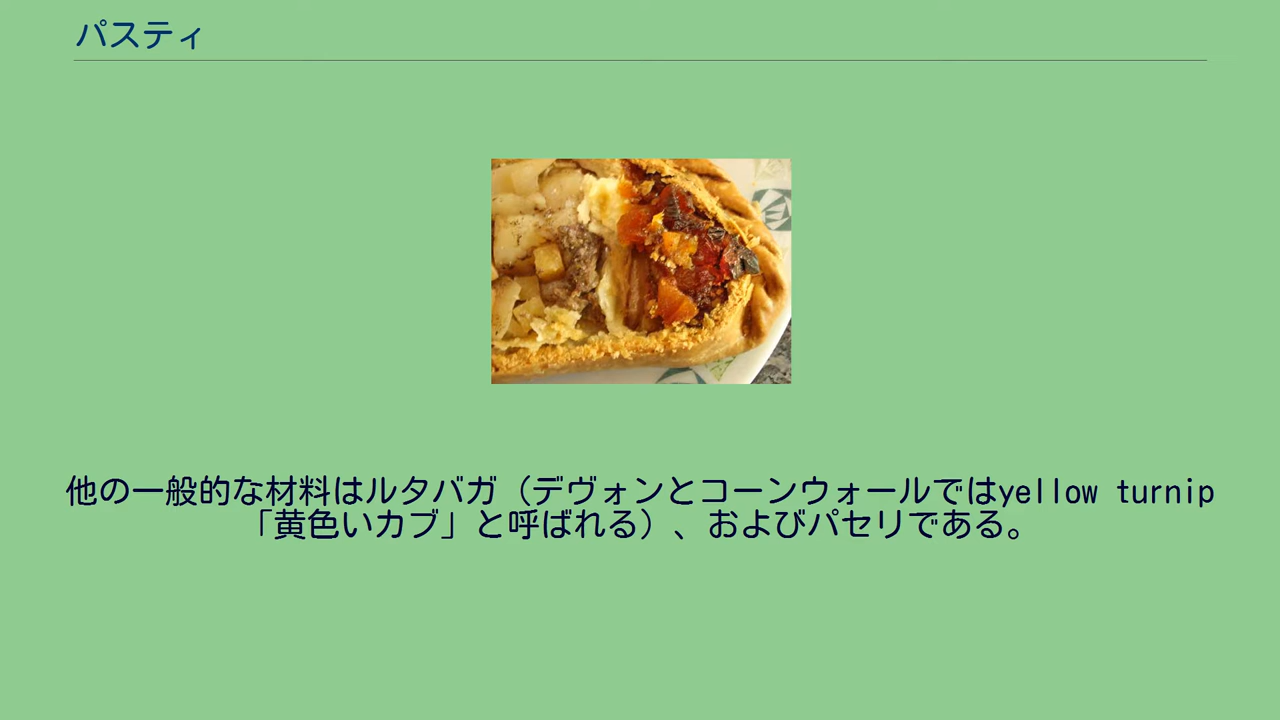 パスティ
他の一般的な材料はルタバガ（デヴォンとコーンウォールではyellow turnip
「黄色いカブ」と呼ばれる）、およびパセリである。